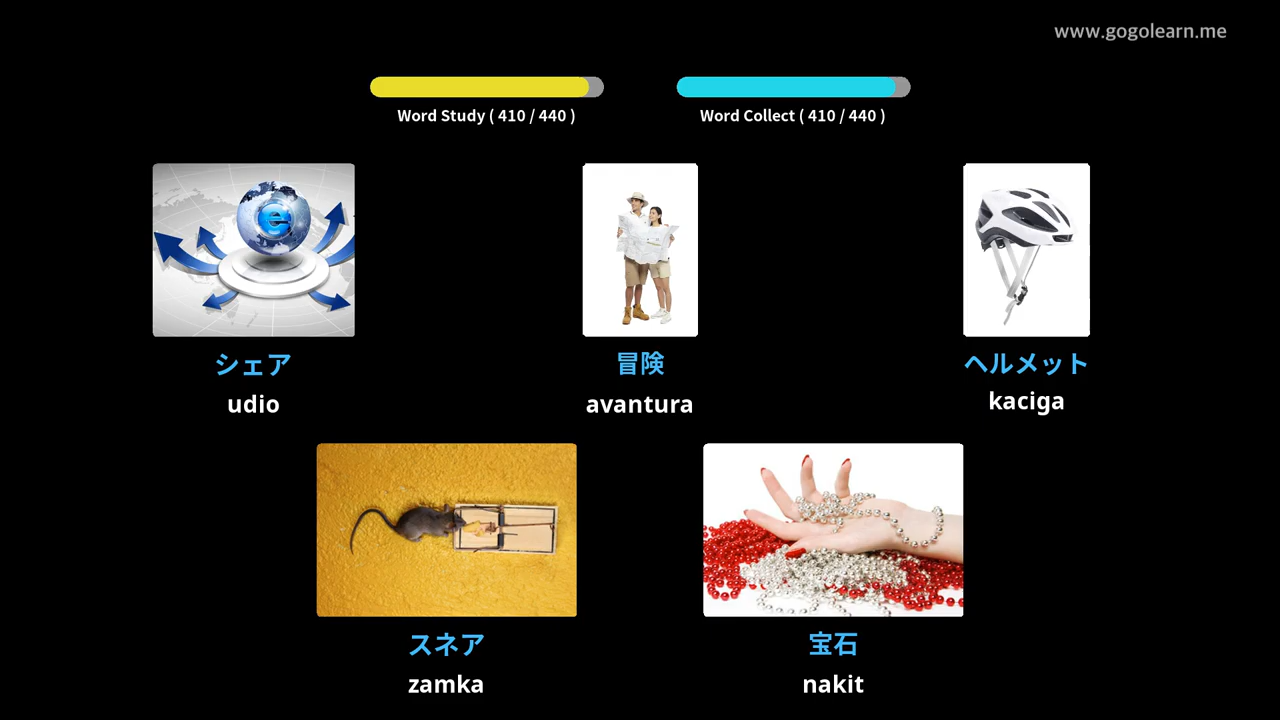 www.gogolearn.me
Word Study ( 410 / 440 )
Word Collect ( 410 / 440 )
e
シェア
udio
冒険
avantura
ヘルメット
kaciga
スネア
zamka
宝石
nakit